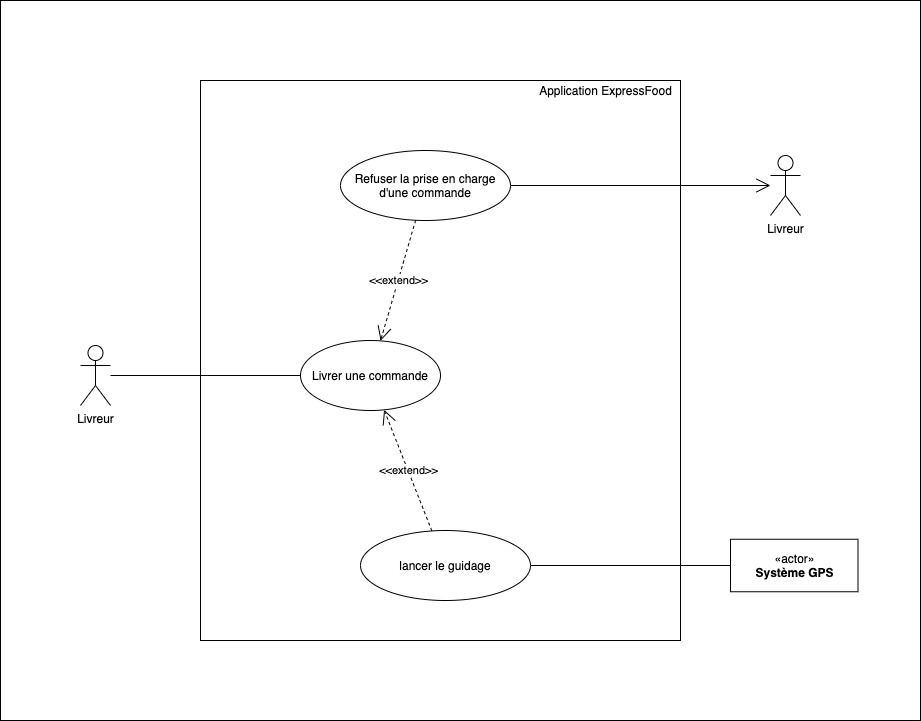 Application ExpressFood
Refuser la prise en charge
d'une commande
Livreur
<<extend>>
Livrer une commande
Livreur
<<extend>>
lancer le guidage
«actor»
Système GPS